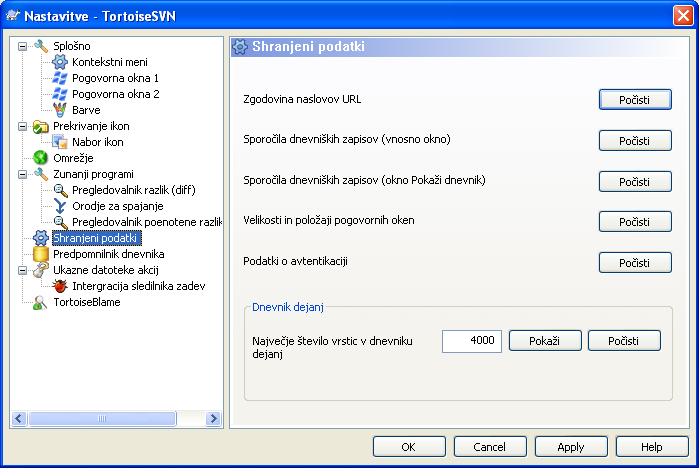 Nastavitve - TortoiseSVN
Splošno
Kontekstni meni
Pogovorna okna 1
Pogovorna okna 2
Barve
Prekrivanje ikon
Nabor ikon
Omrežje
Zunanji programi
Pregledovalnik razlik (diff)
Orodje za spajanje
Pregledovalnik poenotene razlik
Shranjeni podatki
Predpomnilnik dnevnika
Ukazne datoteke akcij
Intergracija sledilnika zadev
TortoiseBlame
Shranjeni podatki
Zgodovina naslovov URL
Počisti
Sporočila dnevniških zapisov (vnosno okno)
Počisti
Sporočila dnevniških zapisov (okno Pokaži dnevnik)
Počisti
Velikosti in položaji pogovornih oken
Počisti
Podatki o avtentikaciji
Počisti
Dnevnik dejanj
Največje število vrstic v dnevniku
dejanj
4000
Pokaži
Počisti
OK
Cancel
Apply
Help